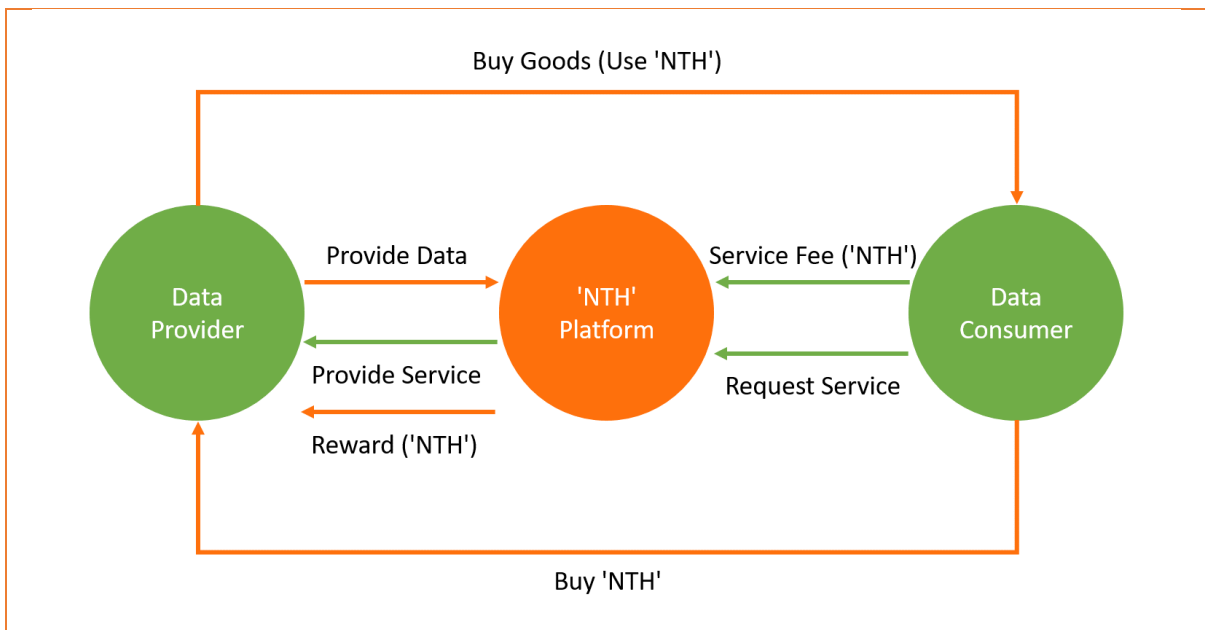 Buy Goods (Use 'NTH')
Provide Data
Service Fee ('NTH')
Data
Provider
'NTH'
Platform
Data
Consumer
Provide Service
Request Service
Reward ('NTH')
Buy 'NTH'